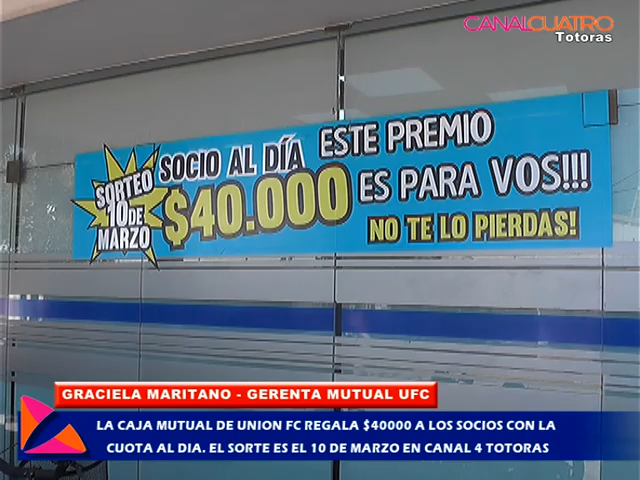 CANALCUATRO
Totoras
SORTEO
10 DE
MARZO
SOCIO AL DÍA ESTE PREMIO
$40.000 ES PARA VOS!!!
NO TE LO PIERDAS!
GRACIELA MARITANO - GERENTA MUTUAL UFC
LA CAJA MUTUAL DE UNION FC REGALA $40000 A LOS SOCIOS CON LA
CUOTA AL DIA. EL SORTE ES EL 10 DE MARZO EN CANAL 4 TOTORAS